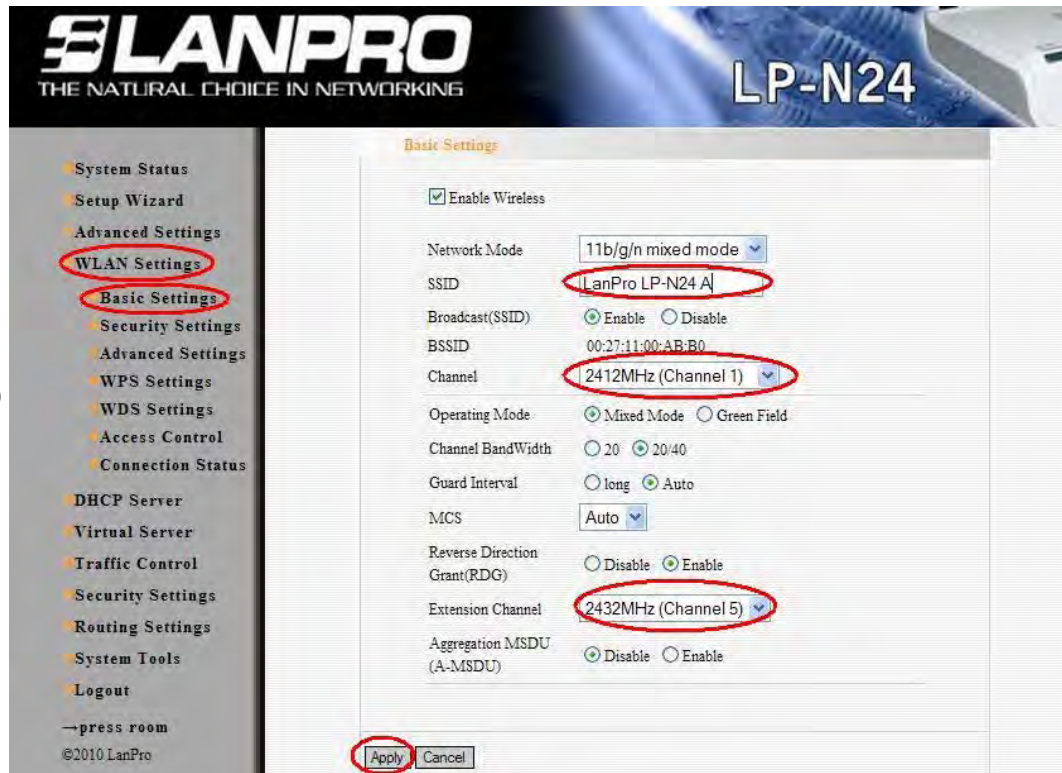 LANPRO
THE NATURAL CHOICE IN NETWORKING
LP-N24
System Status
Setup Wizard
Advanced Settings
WLAN Settings
Basic Settings
Security Settings
Advanced Settings
WPS Settings
WDS Settings
Access Control
Connection Status
DHCP Server
Virtual Server
Traffic Control
Security Settings
Routing Settings
System Tools
Logout
→press room
©2010 LanPro
Basic Settings
Enable Wireless
Network Mode 11b/g/n mixed mode
SSID LanPro LP-N24 A
Broadcast(SSID) Enable Disable
BSSID 00:27:11:00:AB:B0
Channel 2412MHz (Channel 1)
Operating Mode Mixed Mode Green Field
Channel BandWidth 20 20/40
Guard Interval long Auto
MCS Auto
Reverse Direction
Grant(RDG) Disable Enable
Extension Channel 2432MHz (Channel 5)
Aggregation MSDU
(A-MSDU) Disable Enable
Apply Cancel